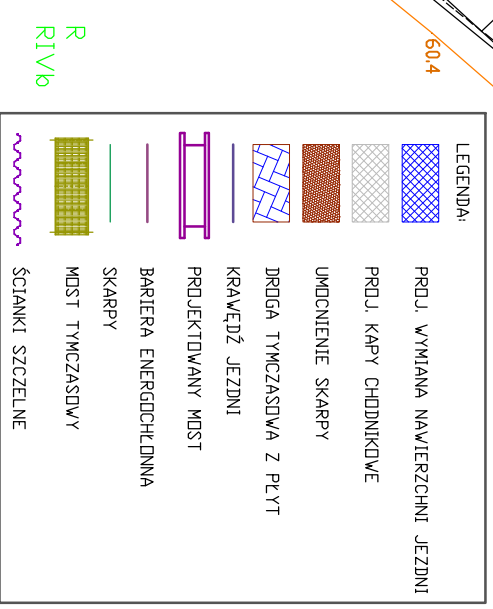 60.4
R
RIVb
LEGENDA:
PROJ. WYMIANA NAWIERZCHNI JEZDNI
PROJ. KAPY CHODNIKOWE
UMOCNIENIE SKARPY
DROGA TYMCZASOWA Z PŁYT
KRAWĘDŹ JEZDNI
PROJEKTOWANY MOST
BARIERA ENERGOCHŁONNA
SKARPY
MOST TYMCZASOWY
ŚCIANKI SZCZELNE